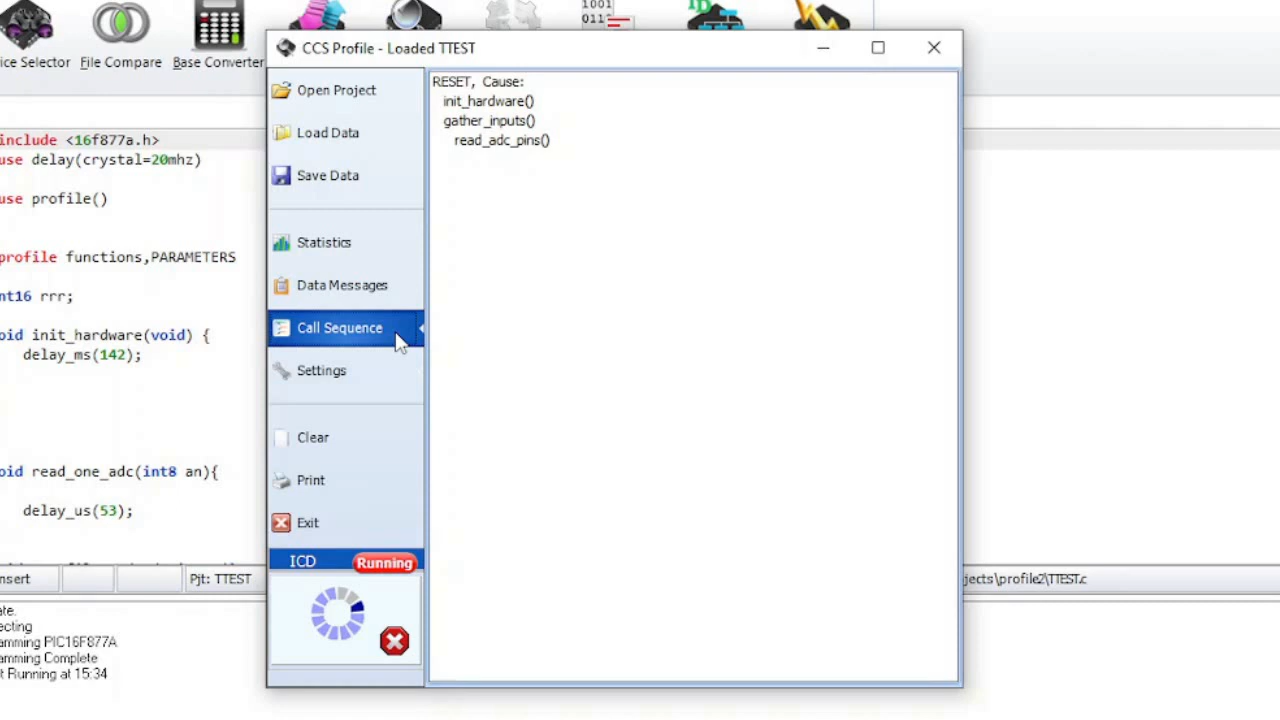 1001
011
ID
ice Selector
File Compare
Base Converter
CCS Profile - Loaded TTEST
Open Project
Load Data
Save Data
Statistics
Data Messages
Call Sequence
Settings
Clear
Print
Exit
ICD
Running
RESET, Cause:
init_hardware()
gather_inputs()
read_adc_pins()
include <16f877a.h>
use delay(crystal=20mhz)
use profile()
profile functions,PARAMETERS
nt16 rrr;
oid init_hardware(void) {
delay_ms(142);
oid read_one_adc(int8 an){
delay_us(53);
nsert
Pjt: TTEST
jects\profile2\TTEST.c
ate.
ecting
amming PIC16F877A
amming Complete
t Running at 15:34